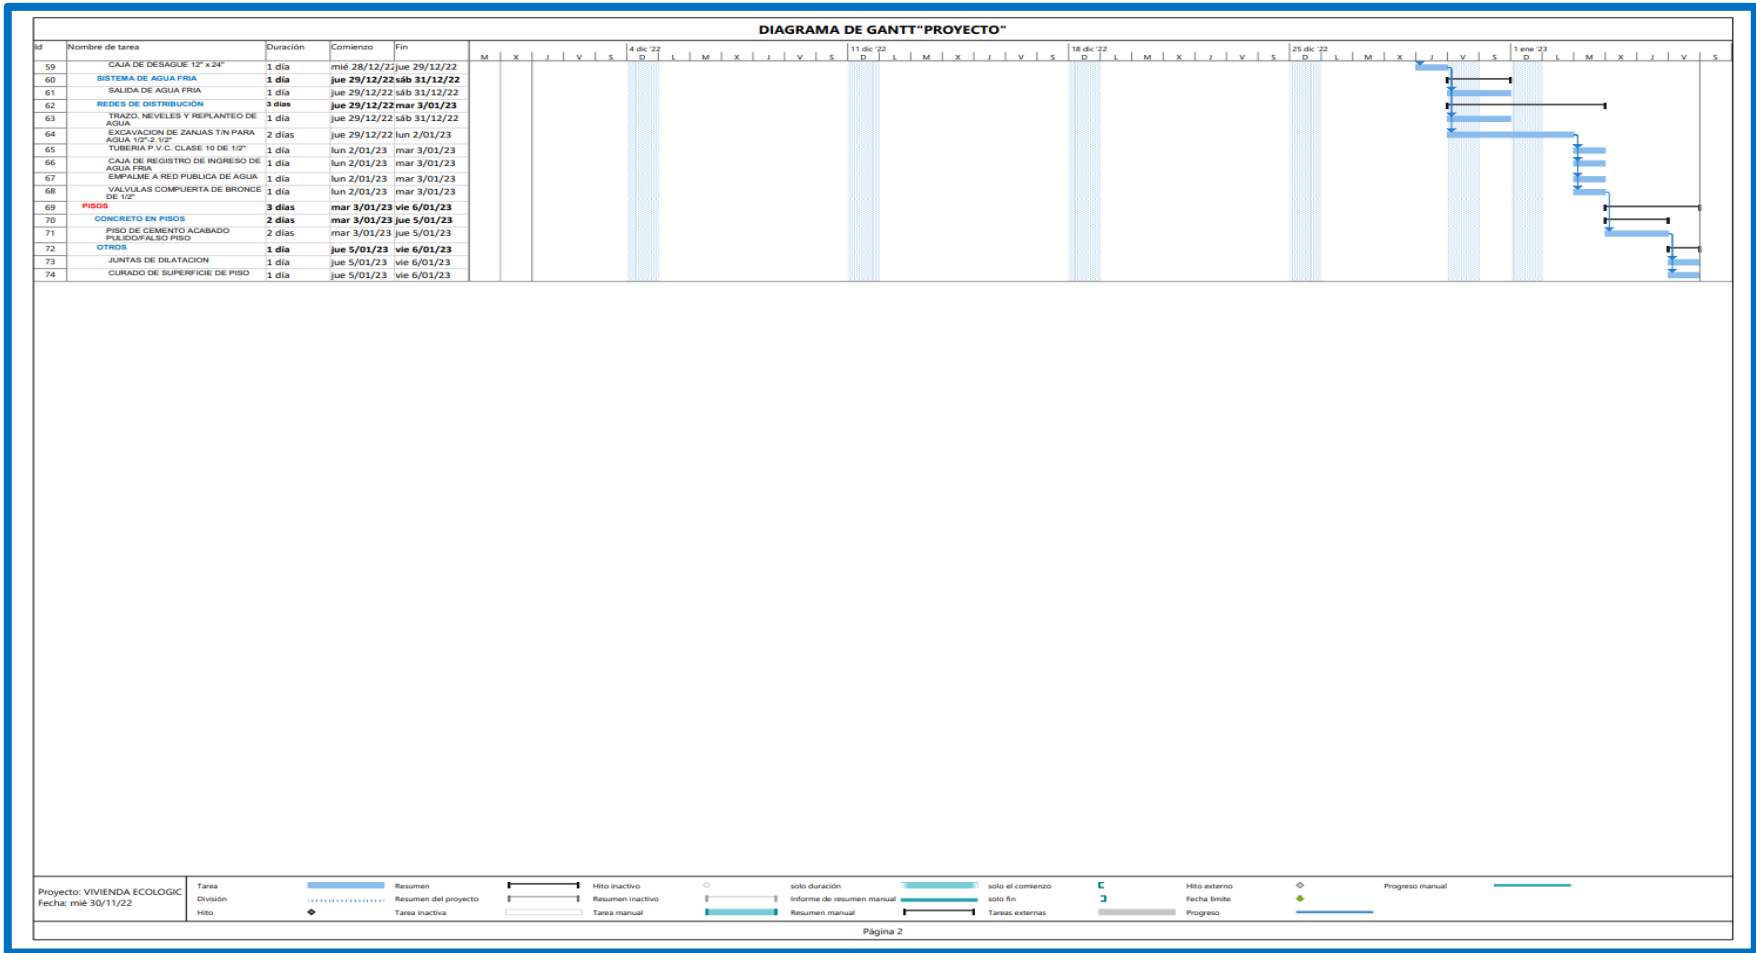 DIAGRAMA DE GANTT"PROYECTO"
Id Nombre de tarea Duración Comienzo Fin 4 dic '22 11 dic '22 18 dic '22 25 dic '22 1 ene '23
M X J V S D L M X J V S D L M X J V S D L M X J V S D L M X J V S D L M X J V S
59 CAJA DE DESAGUE 12" x 24" 1 día mié 28/12/22 jue 29/12/22
60 SISTEMA DE AGUA FRIA 1 día jue 29/12/22 sáb 31/12/22
61 SALIDA DE AGUA FRIA 1 día jue 29/12/22 sáb 31/12/22
62 REDES DE DISTRIBUCIÓN 3 días jue 29/12/22 mar 3/01/23
63 TRAZO, NEVELES Y REPLANTEO DE AGUA 1 día jue 29/12/22 sáb 31/12/22
64 EXCAVACION DE ZANJAS T/N PARA AGUA 1/2"-2. 1/2" 2 días jue 29/12/22 lun 2/01/23
65 TUBERIA P.V.C. CLASE 10 DE 1/2" 1 día lun 2/01/23 mar 3/01/23
66 CAJA DE REGISTRO DE INGRESO DE AGUA FRIA 1 día lun 2/01/23 mar 3/01/23
67 EMPALME A RED PUBLICA DE AGUA 1 día lun 2/01/23 mar 3/01/23
68 VALVULAS COMPUERTA DE BRONCE DE 1/2" 1 día lun 2/01/23 mar 3/01/23
69 PISOS 3 días mar 3/01/23 vie 6/01/23
70 CONCRETO EN PISOS 2 días mar 3/01/23 jue 5/01/23
71 PISO DE CEMENTO ACABADO PULIDO/FALSO PISO 2 días mar 3/01/23 jue 5/01/23
72 OTROS 1 día jue 5/01/23 vie 6/01/23
73 JUNTAS DE DILATACION 1 día jue 5/01/23 vie 6/01/23
74 CURADO DE SUPERFICIE DE PISO 1 día jue 5/01/23 vie 6/01/23
Proyecto: VIVIENDA ECOLOGIC
Fecha: mié 30/11/22
Tarea Resumen Hito inactivo solo duración solo el comienzo Hito externo Progreso manual
División Resumen del proyecto Resumen inactivo Informe de resumen manual solo fin Fecha límite
Hito Tarea inactiva Tarea manual Resumen manual Tareas externas Progreso
Página 2